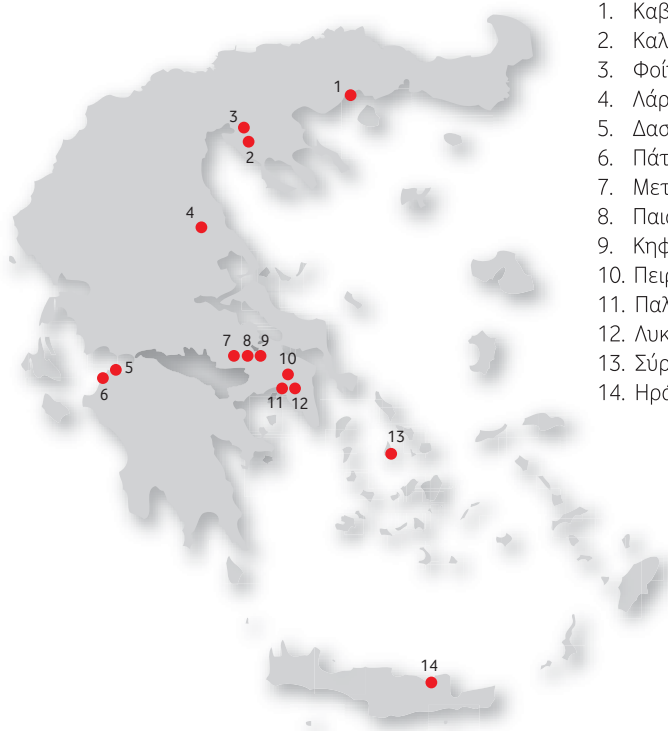 1. Καβ
2. Καλ
3. Φοί
4. Λάρ
5. Δασ
6. Πάτ
7. Μετ
8. Παι
9. Κηφ
10. Πειρ
11. Παλ
12. Λυκ
13. Σύρ
14. Ηρά
1
3
2
4
7 8 9
10
5
6
11 12
13
14